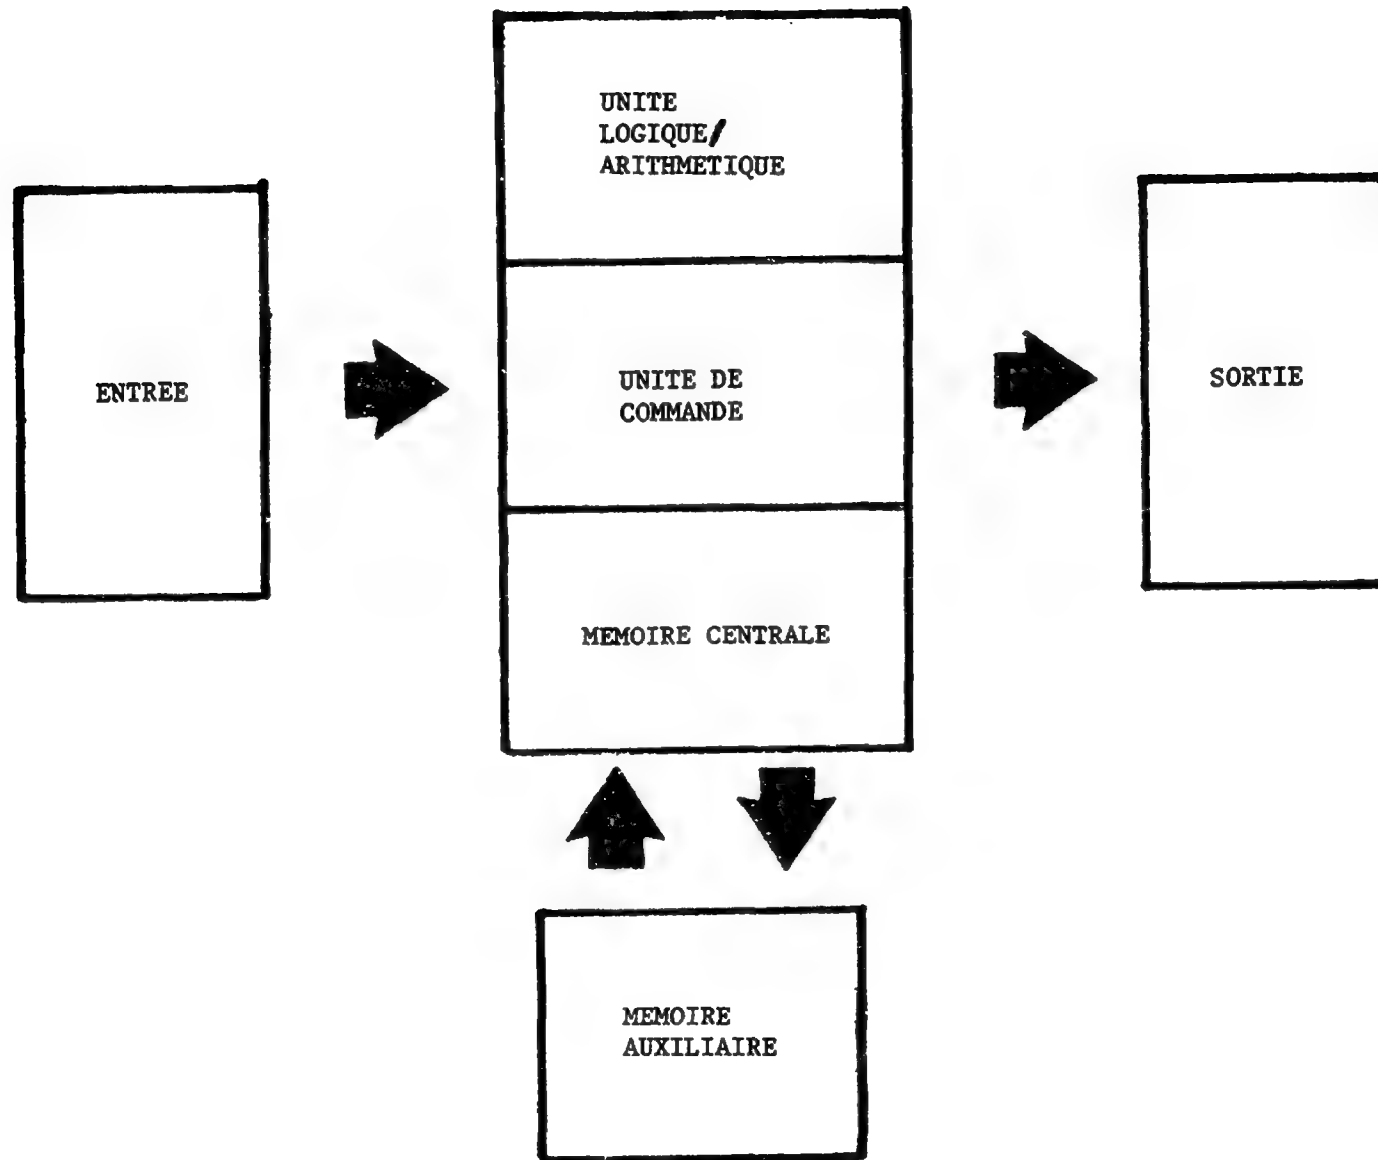 UNITE
LOGIQUE/
ARITHMETIQUE
ENTREE
UNITE DE
COMMANDE
SORTIE
MEMOIRE CENTRALE
MEMOIRE
AUXILIAIRE